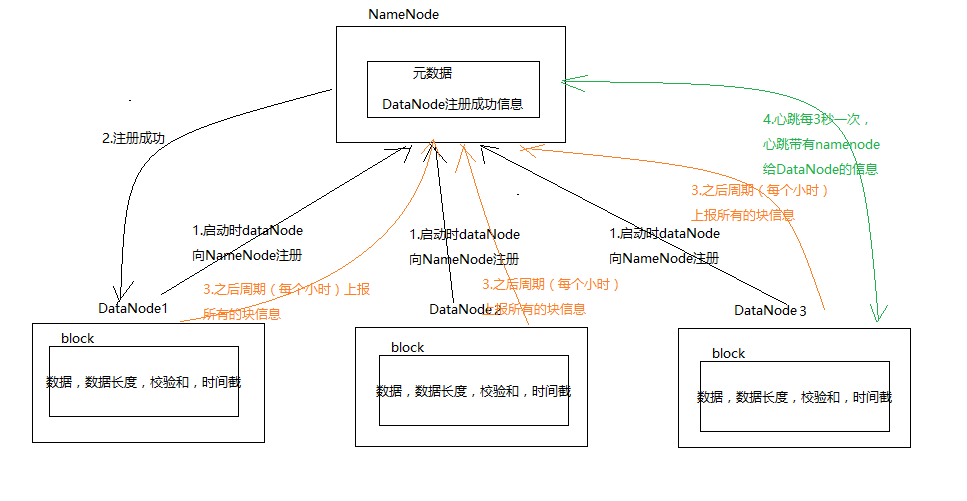 NameNode
元数据
DataNode注册成功信息
2.注册成功
4.心跳每3秒一次，
心跳带有namenode
给DataNode的信息
3.之后周期（每个小时）
上报所有的块信息
1.启动时dataNode
向NameNode注册
1.启动时dataNode
向NameNode注册
1.启动时dataNode
向NameNode注册
3.之后周期（每个小时）上报
所有的块信息
3.之后周期（每个小时）
上报所有的块信息
DataNode1
DataNode2
DataNode 3
block
数据，数据长度，校验和，时间截
block
数据，数据长度，校验和，时间截
block
数据，数据长度，校验和，时间截